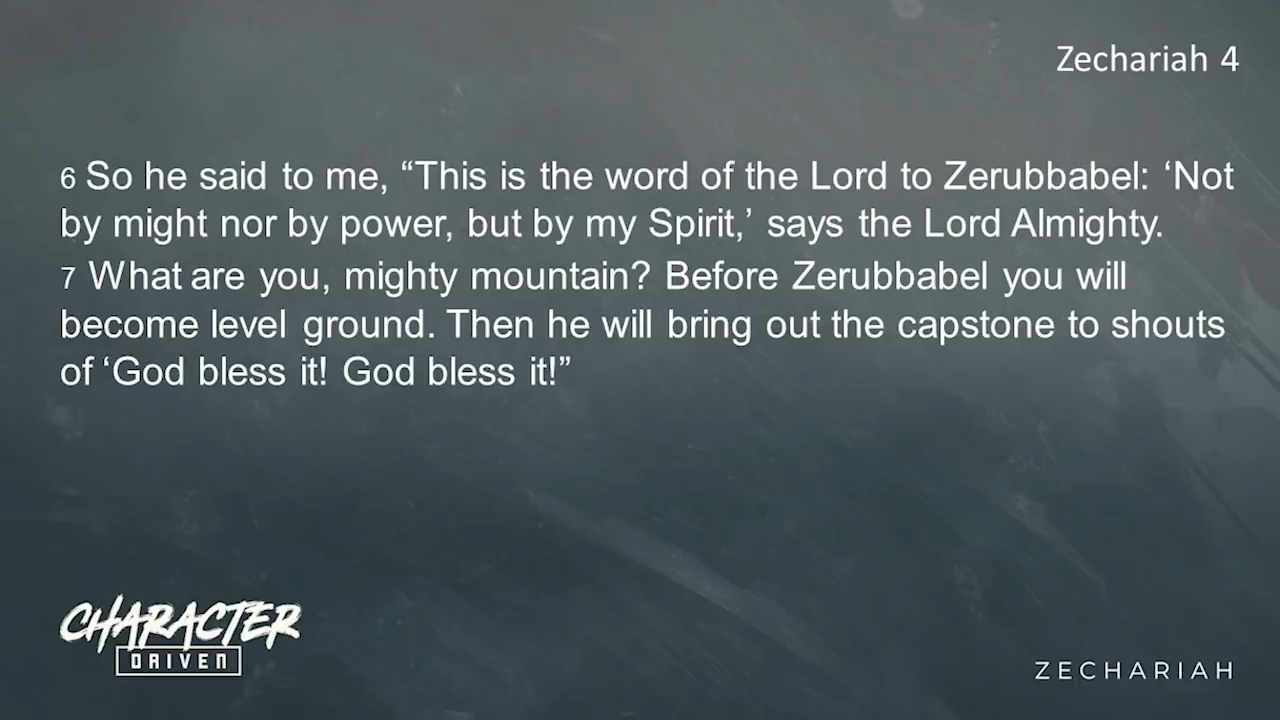 Zechariah 4
6 So he said to me, “This is the word of the Lord to Zerubbabel: ‘Not
by might nor by power, but by my Spirit,’ says the Lord Almighty.
7 What are you, mighty mountain? Before Zerubbabel you will
become level ground. Then he will bring out the capstone to shouts
of ‘God bless it! God bless it!”
CHARACTER
DRIVEN
ZECHARIAH